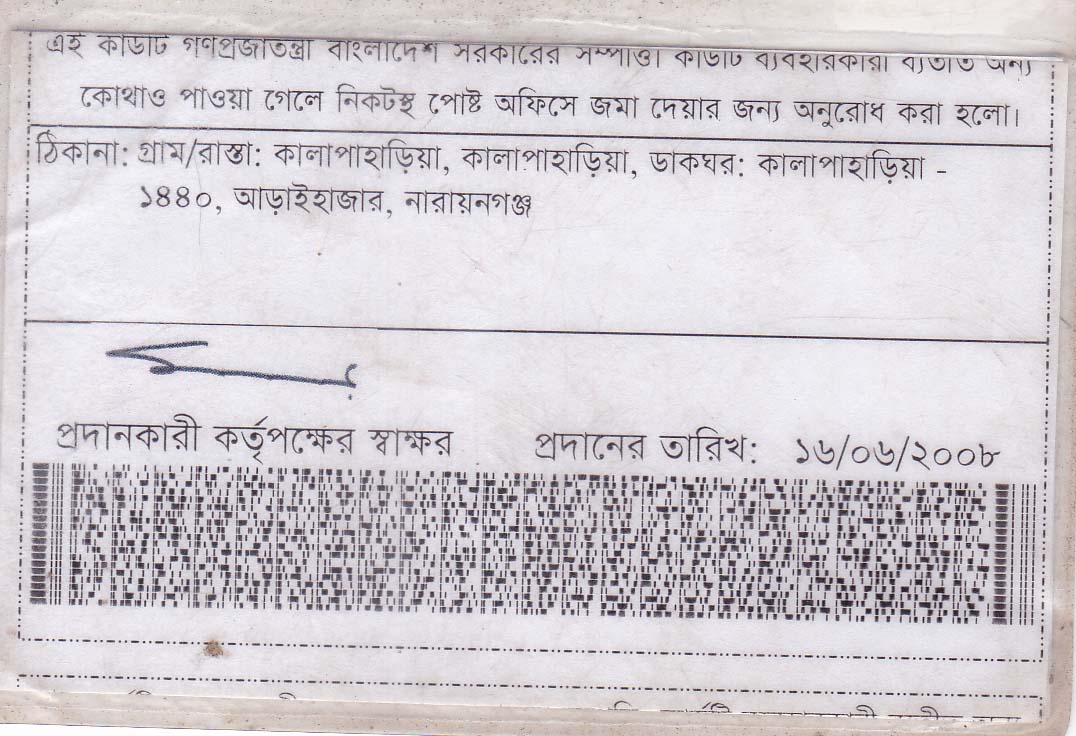 এই কার্ডটি গণপ্রজাতন্ত্রী বাংলাদেশ সরকারের সম্পত্তি। কার্ডটি ব্যবহারকারী ব্যতীত অন্য
কোথাও পাওয়া গেলে নিকটস্থ পোষ্ট অফিসে জমা দেয়ার জন্য অনুরোধ করা হলো।
ঠিকানা: গ্রাম/রাস্তা: কালাপাহাড়িয়া, কালাপাহাড়িয়া, ডাকঘর: কালাপাহাড়িয়া -
১৪৪০, আড়াইহাজার, নারায়নগঞ্জ
প্রদানকারী কর্তৃপক্ষের স্বাক্ষর প্রদানের তারিখ: ১৬/০৬/২০০৮